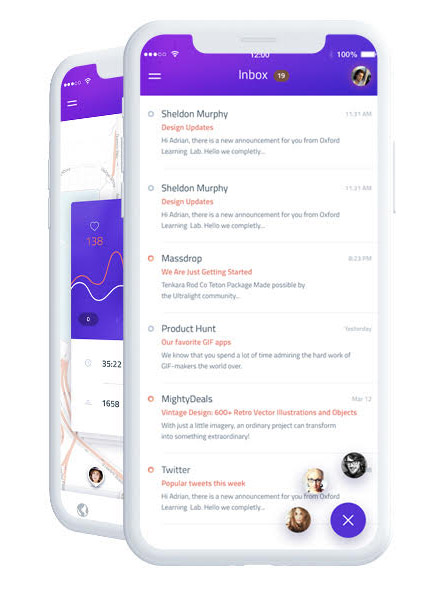 12:00
100%
Inbox 19
Sheldon Murphy 11:31 AM
Design Updates
Hi Adrian, there is a new announcement for you from Oxford
Learning Lab. Hello we completly...
Sheldon Murphy 11:31 AM
Design Updates
Hi Adrian, there is a new announcement for you from Oxford
Learning Lab. Hello we completly...
Massdrop 8:23 PM
We Are Just Getting Started
Tenkara Rod Co Teton Package Made possible by
the Ultralight community...
Product Hunt Yesterday
Our favorite GIF apps
We know that you spend a lot of time admining the hard work of
GIF-makers the world over.
MightyDeals Mar 12
Vintage Design: 600+ Retro Vector Illustrations and Objects
With just a little imagery, an ordinary project can transform
into something extraordinary!
Twitter
Popular tweets this week
Hi Adrian, there is a new announcement for you from Oxford
Learning Lab. Hello we completly...
138
0
35:22
1658